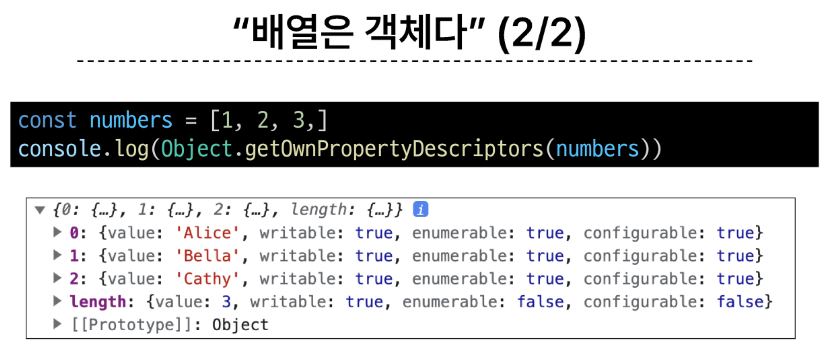 “배열은 객체다” (2/2)
const numbers = [1, 2, 3,]
console.log(Object.getOwnPropertyDescriptors(numbers))
▼ {0: {…}, 1: {…}, 2: {…}, length: {…}} i
▶ 0: {value: 'Alice', writable: true, enumerable: true, configurable: true}
▶ 1: {value: 'Bella', writable: true, enumerable: true, configurable: true}
▶ 2: {value: 'Cathy', writable: true, enumerable: true, configurable: true}
▶ length: {value: 3, writable: true, enumerable: false, configurable: false}
▶ [[Prototype]]: Object